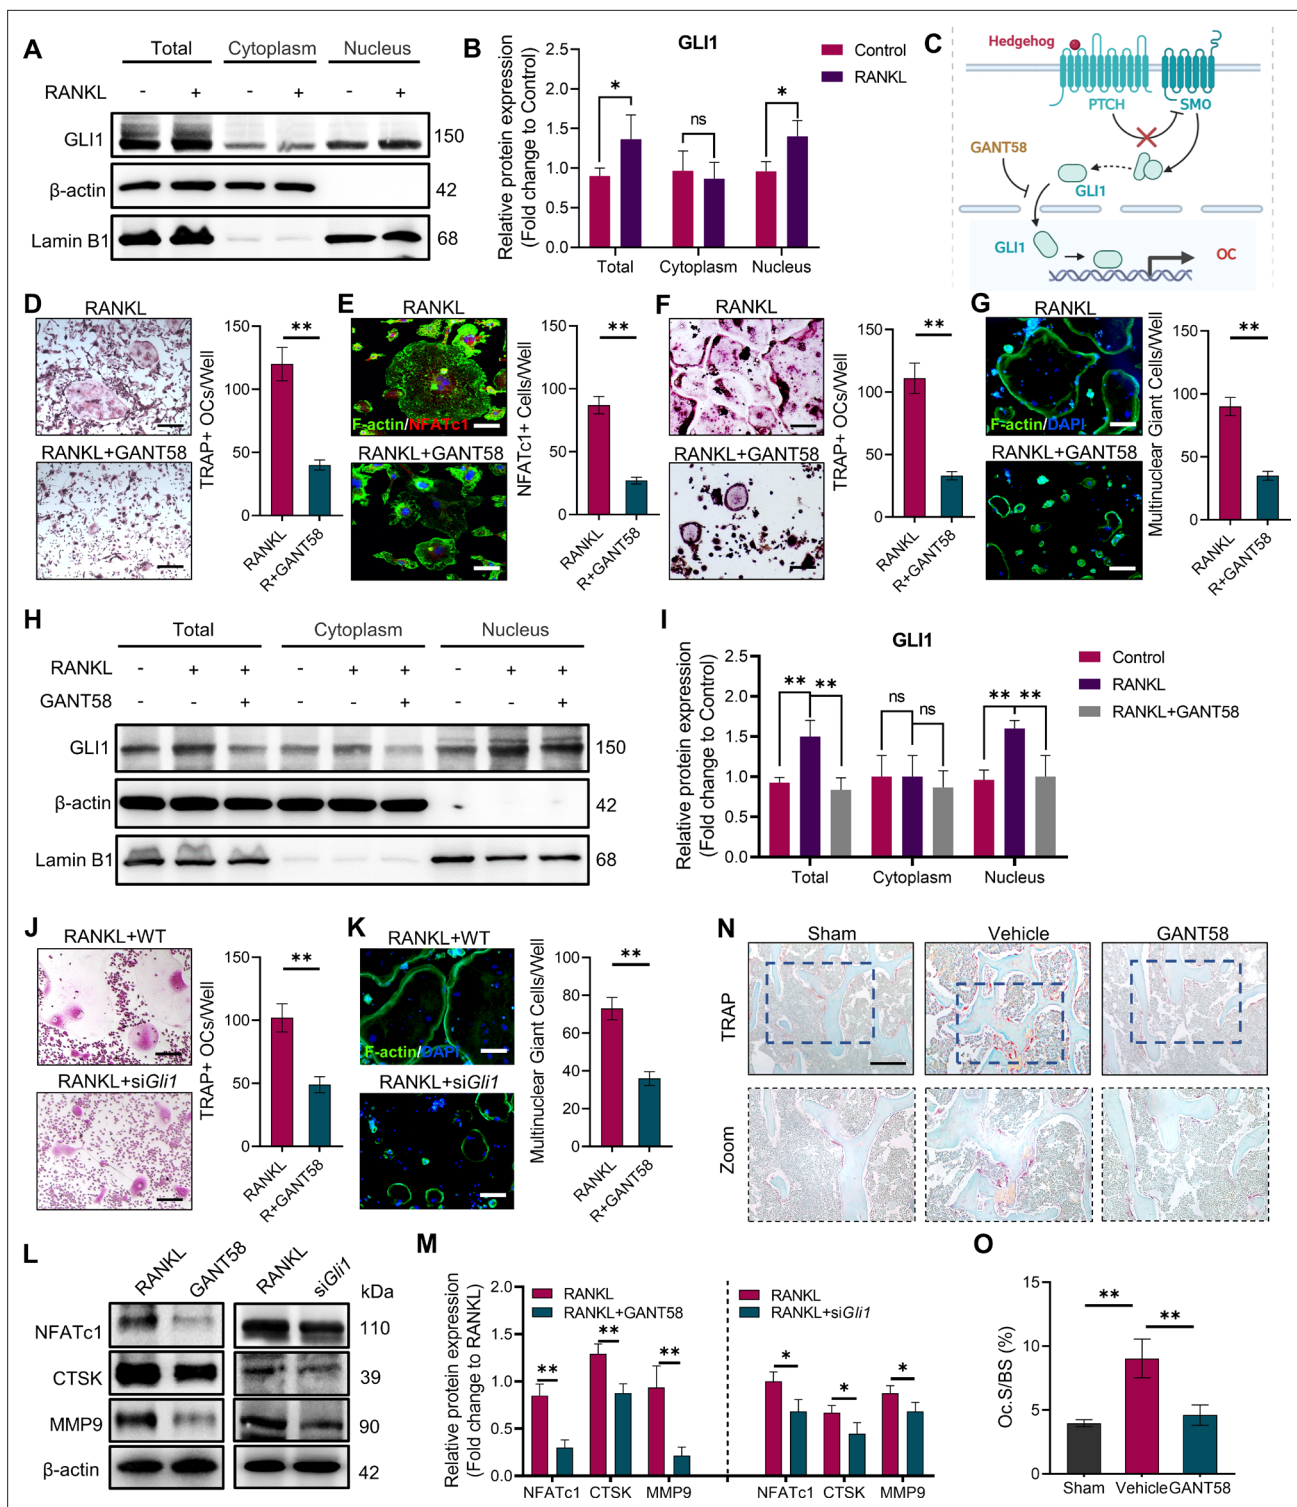 A
Total Cytoplasm Nucleus
RANKL - + - + - +
GLI1 150
β-actin 42
Lamin B1 68
B
GLI1
Relative protein expression
(Fold change to Control)
2.5
2.0
1.5
1.0
0.5
0.0
* ns *
Total Cytoplasm Nucleus
Control
RANKL
C
Hedgehog
PTCH SMO
GANT58
GLI1
GLI1
OC
D
RANKL
RANKL+GANT58
TRAP+ OCs/Well
150
100
50
0
**
RANKL
R+GANT58
E
RANKL
F-actin/NFATc1
RANKL+GANT58
NFATc1+ Cells/Well
150
100
50
0
**
RANKL
R+GANT58
F
RANKL
RANKL+GANT58
TRAP+ OCs/Well
150
100
50
0
**
RANKL
R+GANT58
G
RANKL
F-actin/DAPI
RANKL+GANT58
Multinuclear Giant Cells/Well
150
100
50
0
**
RANKL
R+GANT58
H
Total Cytoplasm Nucleus
RANKL - + + - + + - + +
GANT58 - - + - - + - - +
GLI1 150
β-actin 42
Lamin B1 68
I
GLI1
Relative protein expression
(Fold change to Control)
2.5
2.0
1.5
1.0
0.5
0.0
** ** ns ns ** **
Total Cytoplasm Nucleus
Control
RANKL
RANKL+GANT58
J
RANKL+WT
RANKL+siGli1
TRAP+ OCs/Well
150
100
50
0
**
RANKL
R+GANT58
K
RANKL+WT
F-actin/DAPI
RANKL+siGli1
Multinuclear Giant Cells/Well
80
60
40
20
0
**
RANKL
R+GANT58
N
Sham Vehicle GANT58
TRAP
Zoom
L
RANKL GANT58 RANKL siGli1 kDa
NFATc1 110
CTSK 39
MMP9 90
β-actin 42
M
Relative protein expression
(Fold change to RANKL)
2.0
1.5
1.0
0.5
0.0
RANKL
RANKL+GANT58
** ** **
NFATc1 CTSK MMP9
RANKL
RANKL+siGli1
* * *
NFATc1 CTSK MMP9
O
Oc.S/BS (%)
15
10
5
0
** **
Sham Vehicle GANT58